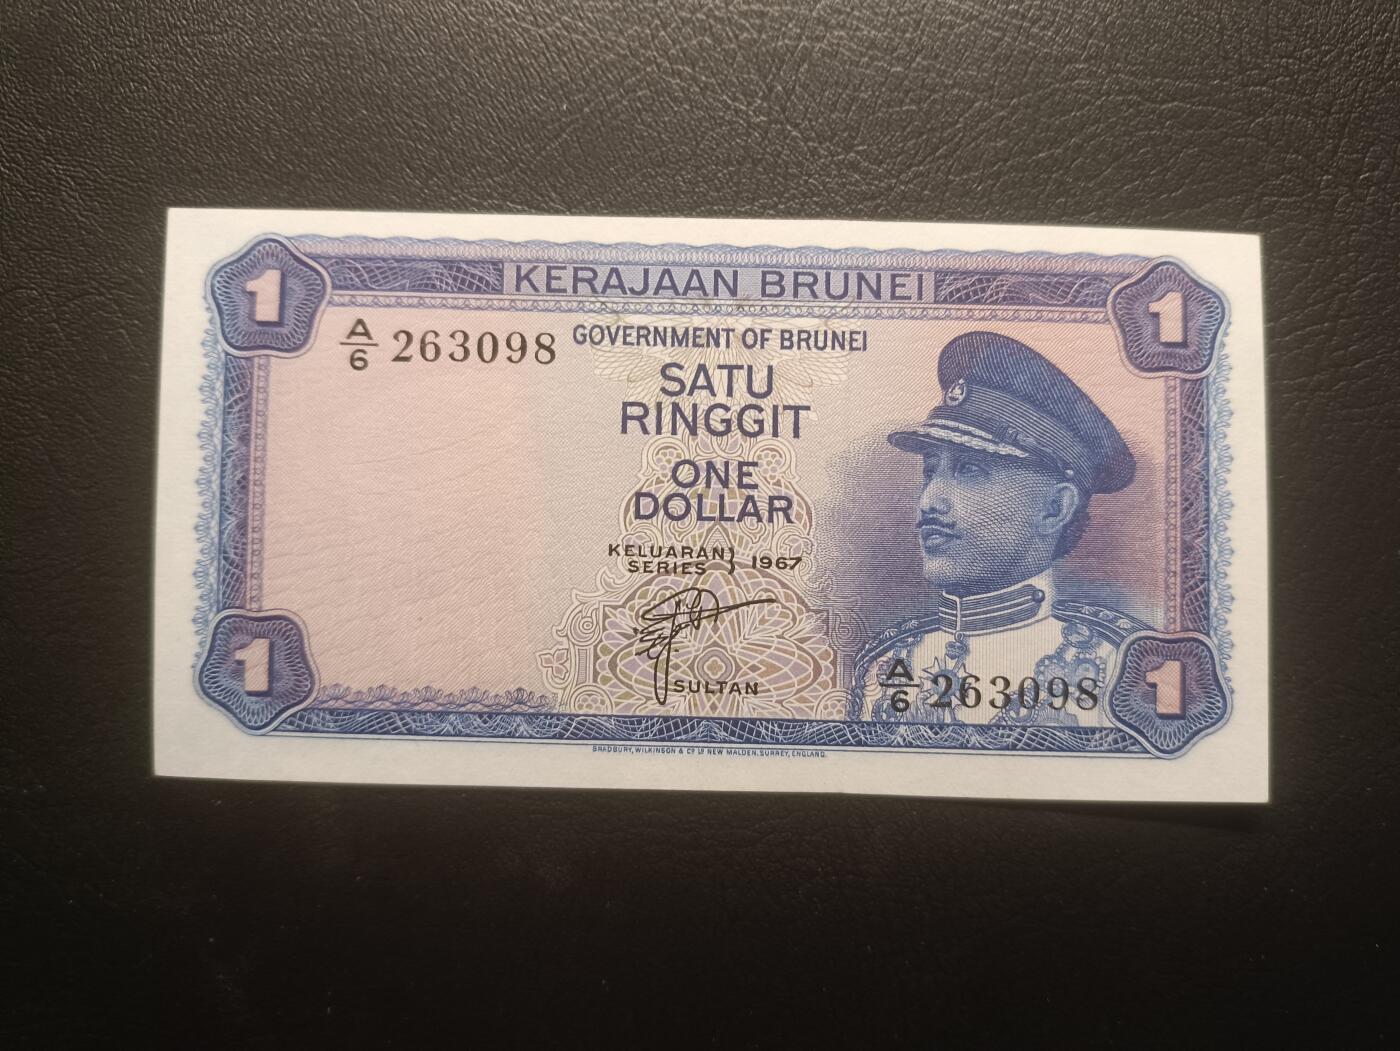 1 KERAJAAN BRUNEI 1
A/6 263098
GOVERNMENT OF BRUNEI
SATU
RINGGIT
ONE
DOLLAR
KELUARAN
SERIES } 1967
SULTAN
A/6 263098
1 1
BRADBURY, WILKINSON & Cº Lᴰ NEW MALDEN, SURREY, ENGLAND.